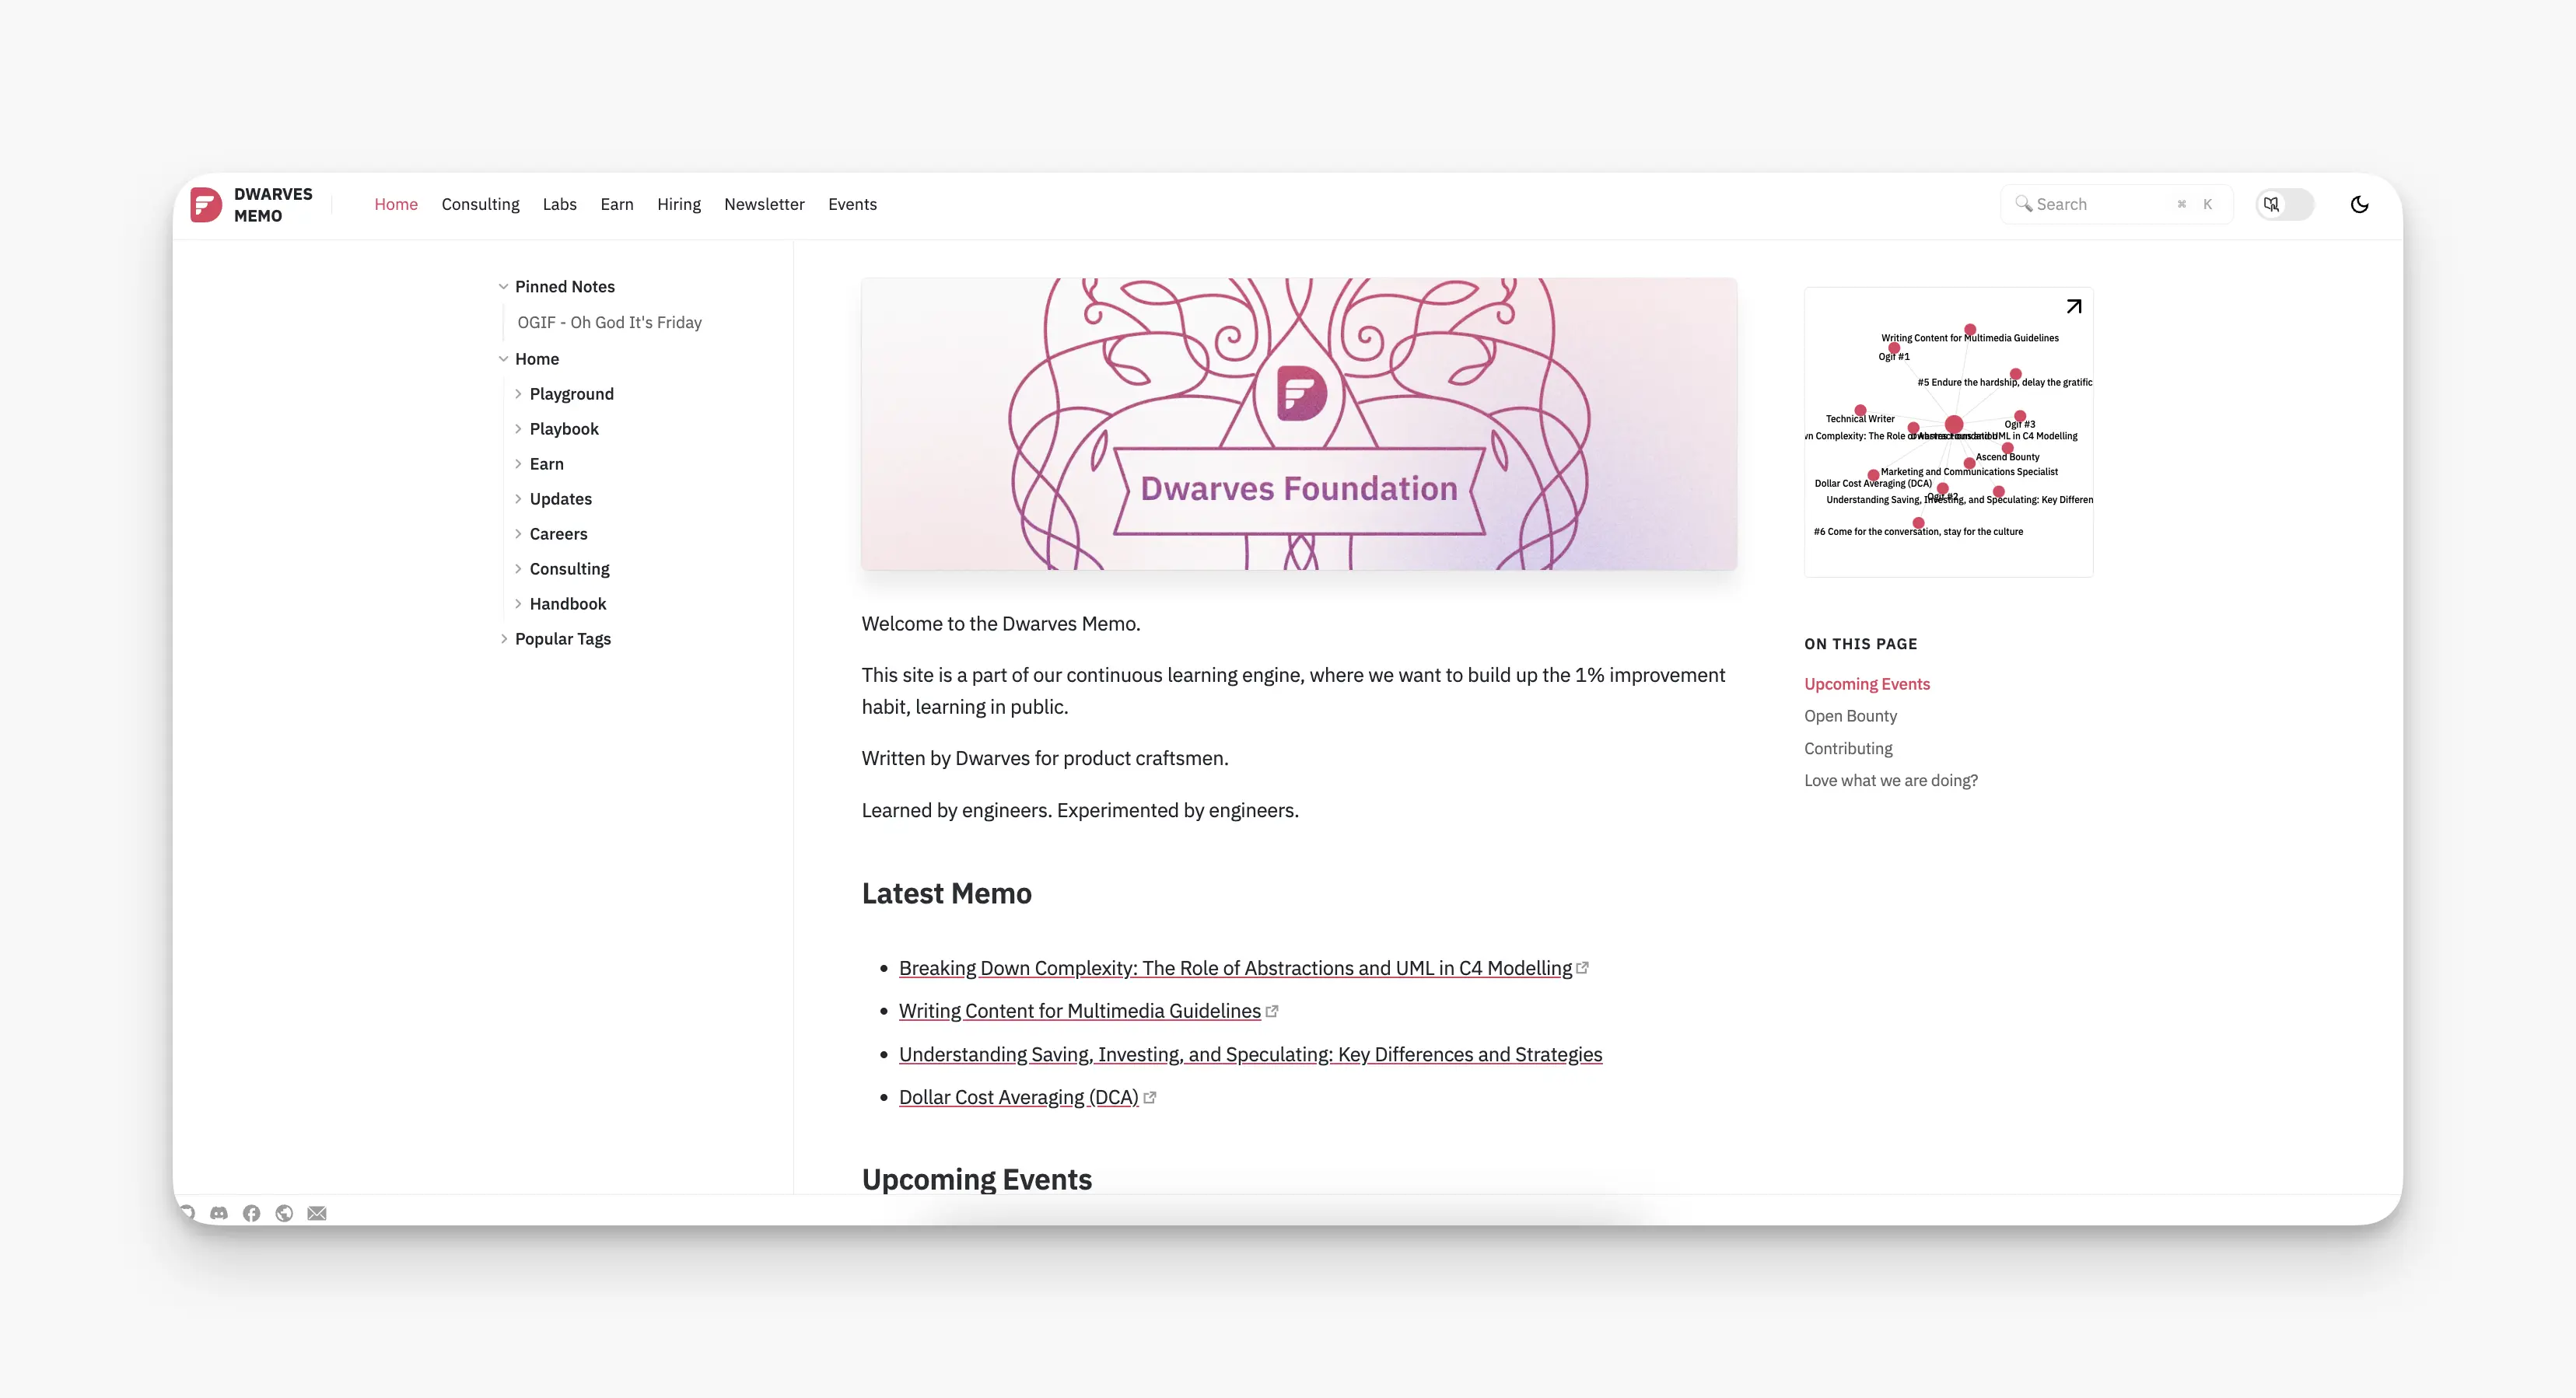 DWARVES
MEMO
Home
Consulting
Labs
Earn
Hiring
Newsletter
Events
Search
⌘ K
Pinned Notes
OGIF - Oh God It's Friday
Home
Playground
Playbook
Earn
Updates
Careers
Consulting
Handbook
Popular Tags
Dwarves Foundation
Welcome to the Dwarves Memo.
This site is a part of our continuous learning engine, where we want to build up the 1% improvement
habit, learning in public.
Written by Dwarves for product craftsmen.
Learned by engineers. Experimented by engineers.
Latest Memo
Breaking Down Complexity: The Role of Abstractions and UML in C4 Modelling
Writing Content for Multimedia Guidelines
Understanding Saving, Investing, and Speculating: Key Differences and Strategies
Dollar Cost Averaging (DCA)
Upcoming Events
Writing Content for Multimedia Guidelines
Ogif #1
#5 Endure the hardship, delay the gratific
Technical Writer
Ogif #3
n Complexity: The Role of Abstractions and UML in C4 Modelling
Ascend Bounty
Marketing and Communications Specialist
Dollar Cost Averaging (DCA)
Ogif #2
Understanding Saving, Investing, and Speculating: Key Differen
#6 Come for the conversation, stay for the culture
ON THIS PAGE
Upcoming Events
Open Bounty
Contributing
Love what we are doing?